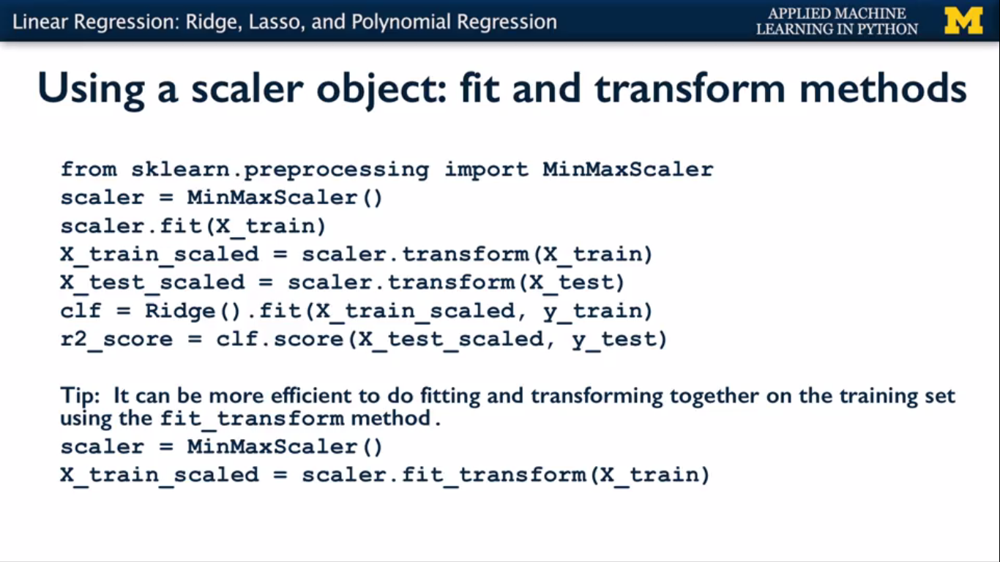 Linear Regression: Ridge, Lasso, and Polynomial Regression
APPLIED MACHINE
LEARNING IN PYTHON
M
Using a scaler object: fit and transform methods
from sklearn.preprocessing import MinMaxScaler
scaler = MinMaxScaler()
scaler.fit(X_train)
X_train_scaled = scaler.transform(X_train)
X_test_scaled = scaler.transform(X_test)
clf = Ridge().fit(X_train_scaled, y_train)
r2_score = clf.score(X_test_scaled, y_test)
Tip: It can be more efficient to do fitting and transforming together on the training set
using the fit_transform method.
scaler = MinMaxScaler()
X_train_scaled = scaler.fit_transform(X_train)